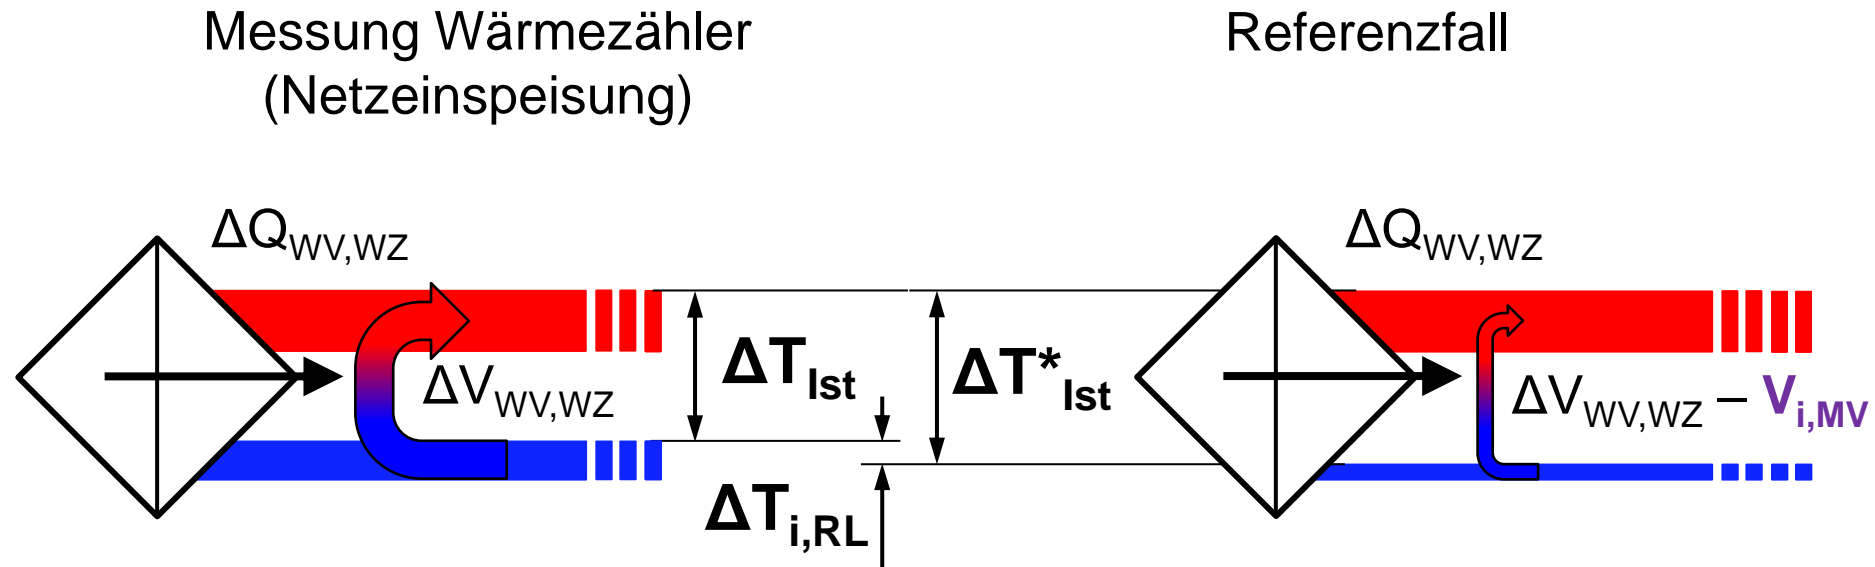 Messung Wärmezähler
(Netzeinspeisung)
Referenzfall
ΔQWV,WZ
ΔVWV,WZ
ΔTIst
ΔT*Ist
ΔTi,RL
ΔQWV,WZ
ΔVWV,WZ – Vi,MV